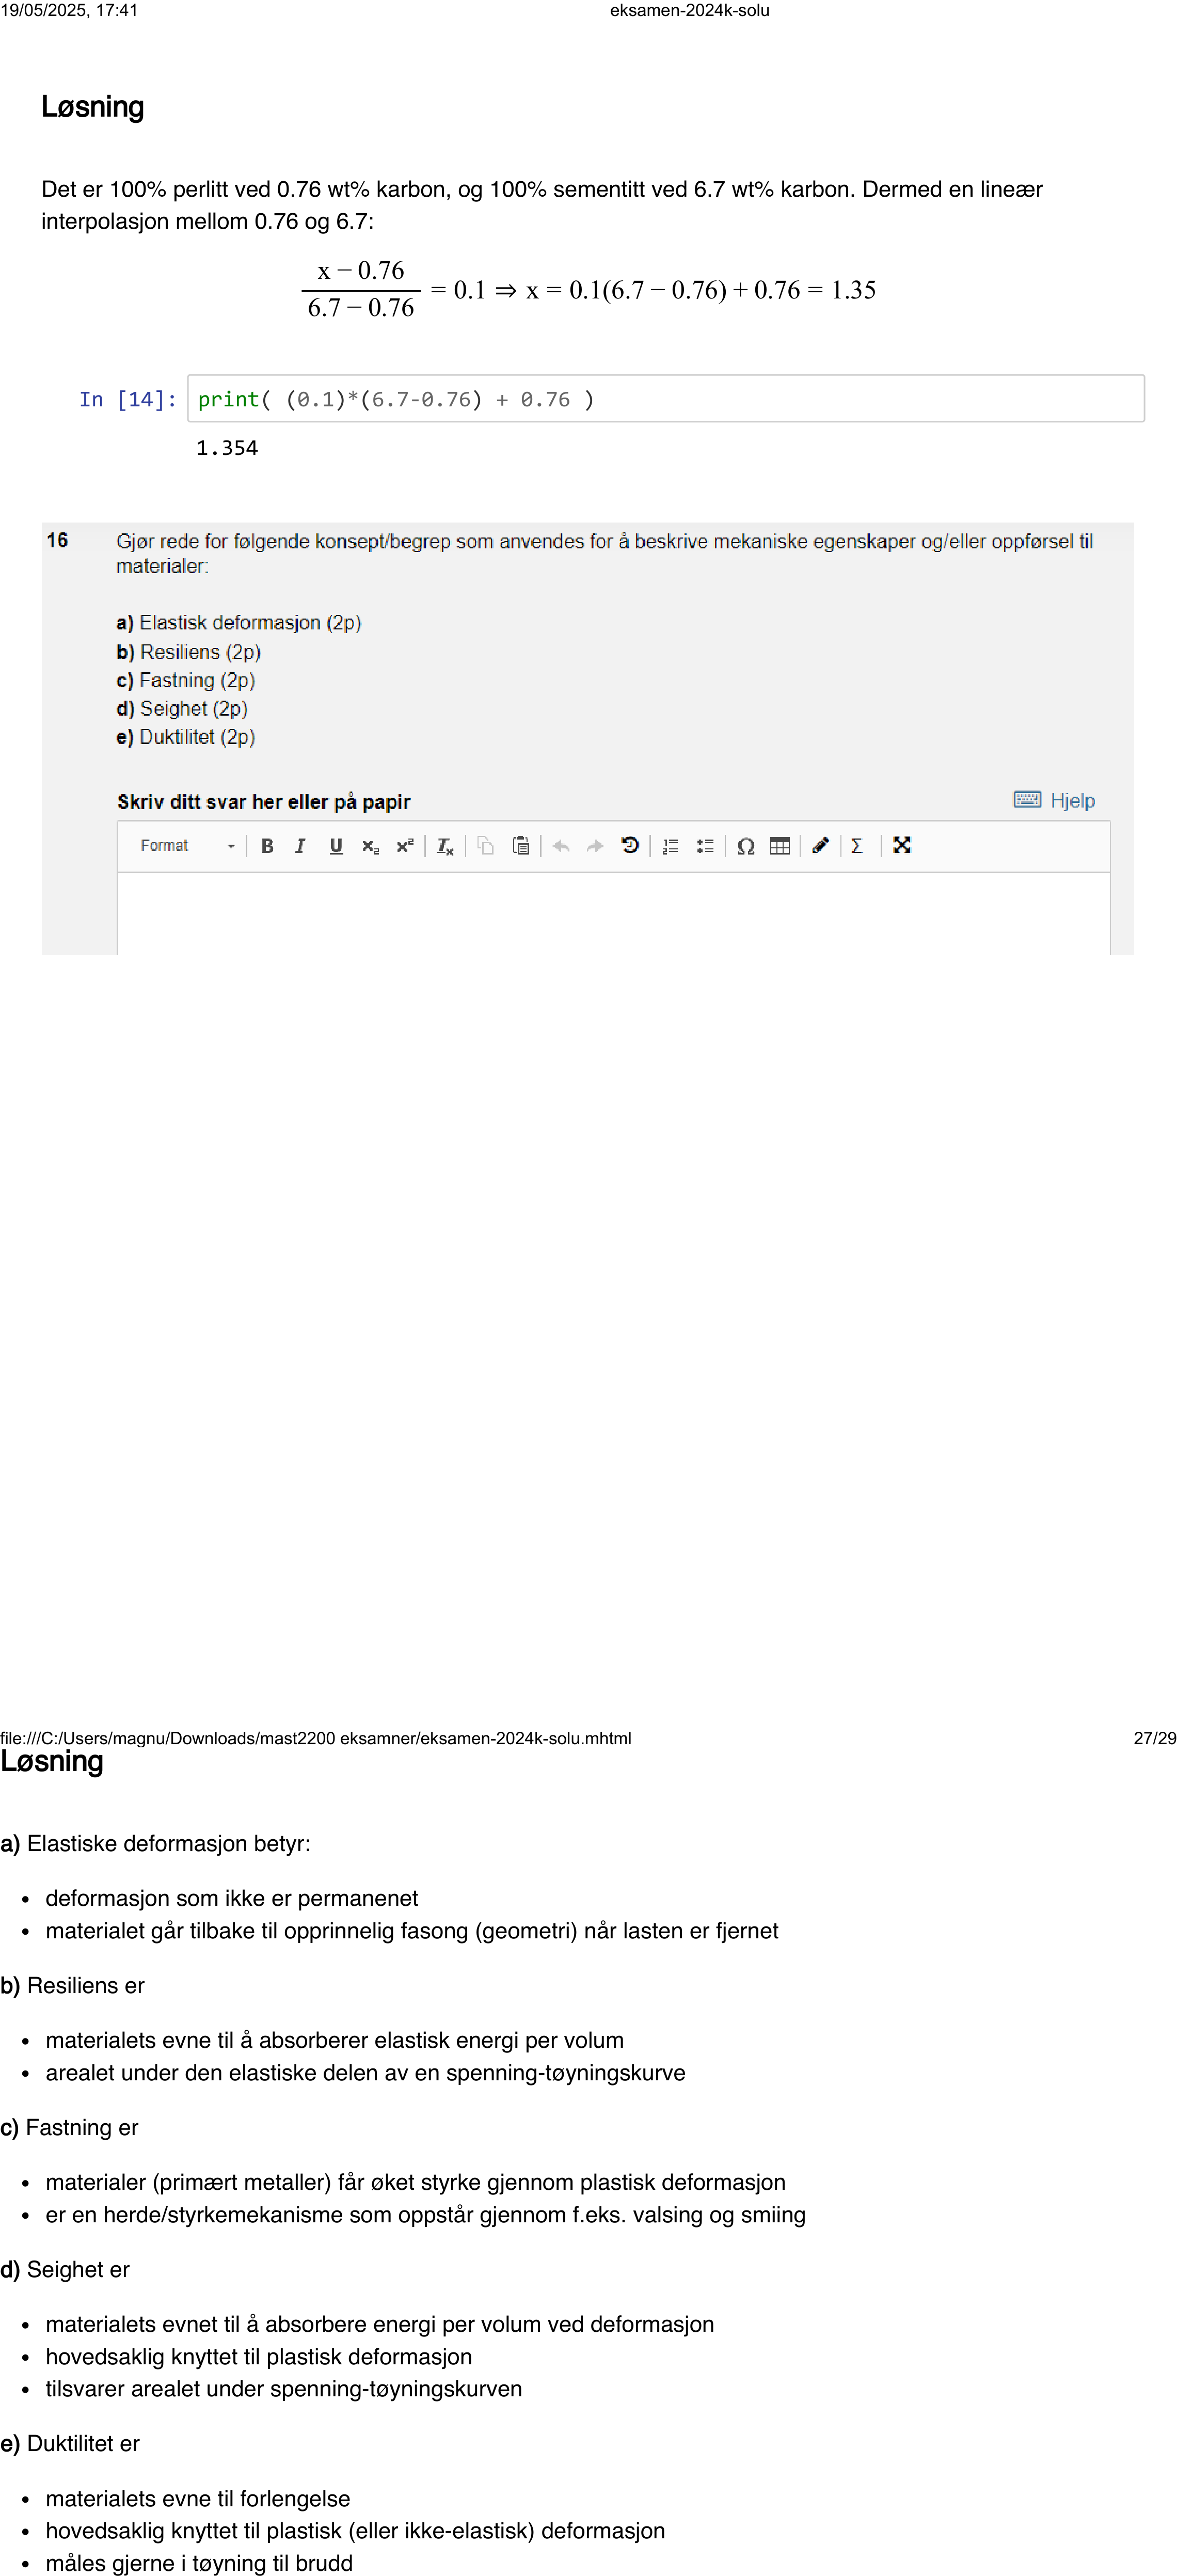 19/05/2025, 17:41 eksamen-2024k-solu
Løsning
Det er 100% perlitt ved 0.76 wt% karbon, og 100% sementitt ved 6.7 wt% karbon. Dermed en lineær
interpolasjon mellom 0.76 og 6.7:
x − 0.76
6.7 − 0.76
= 0.1 ⇒ x = 0.1(6.7 − 0.76) + 0.76 = 1.35
In [14]: print( (0.1)*(6.7-0.76) + 0.76 )
1.354
16 Gjør rede for følgende konsept/begrep som anvendes for å beskrive mekaniske egenskaper og/eller oppførsel til
materialer:
a) Elastisk deformasjon (2p)
b) Resiliens (2p)
c) Fastning (2p)
d) Seighet (2p)
e) Duktilitet (2p)
Skriv ditt svar her eller på papir Hjelp
Format B I U x₂ x² Tx Ω Σ
file:///C:/Users/magnu/Downloads/mast2200 eksamner/eksamen-2024k-solu.mhtml 27/29
Løsning
a) Elastiske deformasjon betyr:
• deformasjon som ikke er permanenet
• materialet går tilbake til opprinnelig fasong (geometri) når lasten er fjernet
b) Resiliens er
• materialets evne til å absorberer elastisk energi per volum
• arealet under den elastiske delen av en spenning-tøyningskurve
c) Fastning er
• materialer (primært metaller) får øket styrke gjennom plastisk deformasjon
• er en herde/styrkemekanisme som oppstår gjennom f.eks. valsing og smiing
d) Seighet er
• materialets evnet til å absorbere energi per volum ved deformasjon
• hovedsaklig knyttet til plastisk deformasjon
• tilsvarer arealet under spenning-tøyningskurven
e) Duktilitet er
• materialets evne til forlengelse
• hovedsaklig knyttet til plastisk (eller ikke-elastisk) deformasjon
• måles gjerne i tøyning til brudd